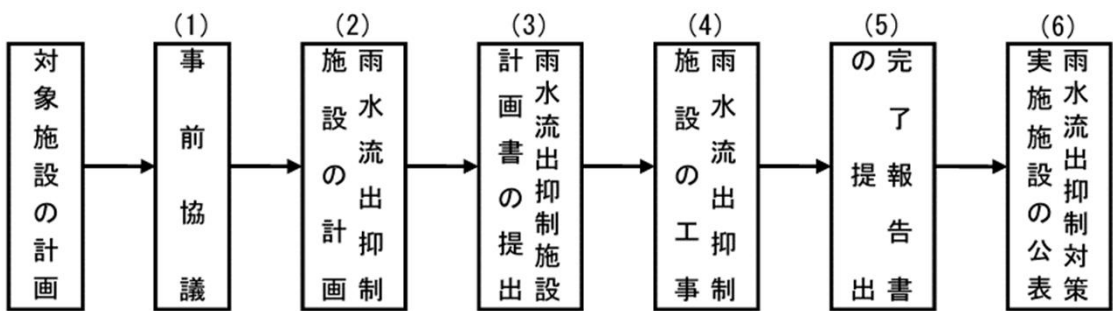 対象施設の計画
(1)
事前協議
(2)
雨水流出抑制
施設の計画
(3)
雨水流出抑制施設
計画書の提出
(4)
雨水流出抑制
施設の工事
(5)
完了報告書
の提出
(6)
雨水流出抑制対策
実施施設の公表